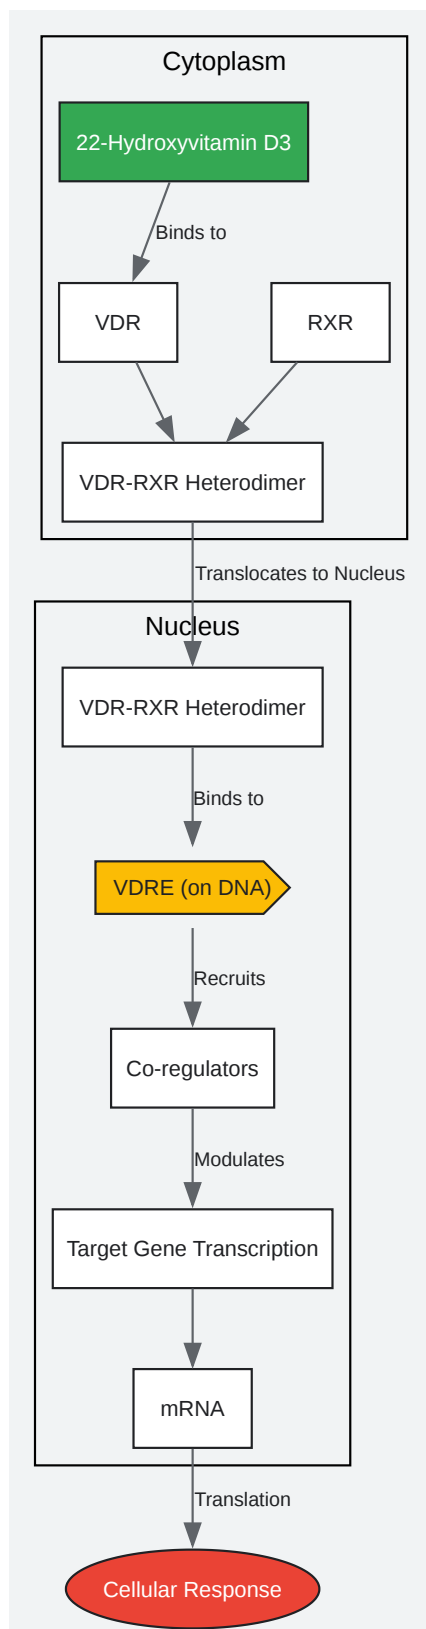 Cytoplasm
22-Hydroxyvitamin D3
Binds to
VDR
RXR
VDR-RXR Heterodimer
Translocates to Nucleus
Nucleus
VDR-RXR Heterodimer
Binds to
VDRE (on DNA)
Recruits
Co-regulators
Modulates
Target Gene Transcription
mRNA
Translation
Cellular Response